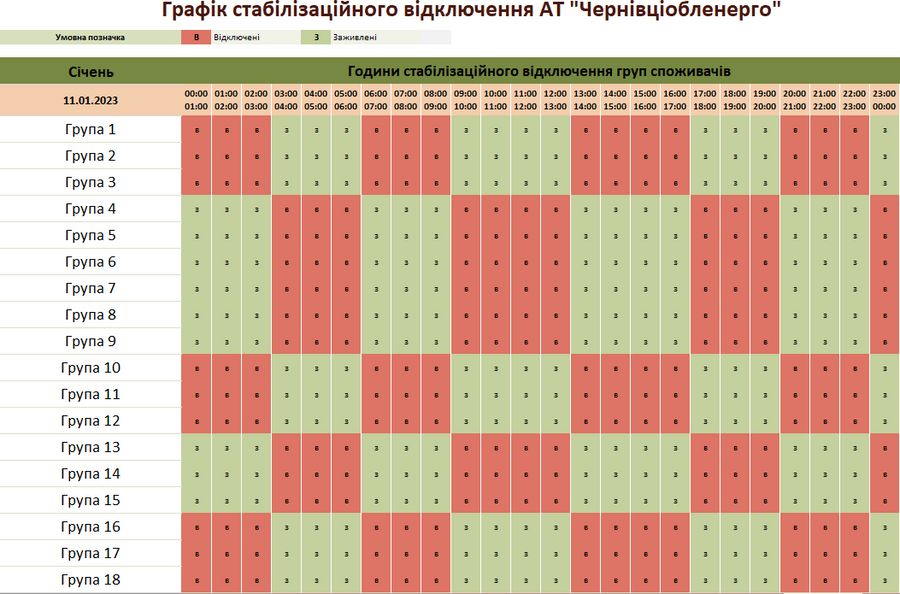 Графік стабілізаційного відключення АТ "Чернівціобленерго"
Умовна позначка В Відключені З Заживлені
Січень Години стабілізаційного відключення груп споживачів
11.01.2023
00:00 01:00 02:00 03:00 04:00 05:00 06:00 07:00 08:00 09:00 10:00 11:00 12:00 13:00 14:00 15:00 16:00 17:00 18:00 19:00 20:00 21:00 22:00 23:00
01:00 02:00 03:00 04:00 05:00 06:00 07:00 08:00 09:00 10:00 11:00 12:00 13:00 14:00 15:00 16:00 17:00 18:00 19:00 20:00 21:00 22:00 23:00 00:00
Група 1 в в в з з з в в в з з з з в в в в з з з в в в з
Група 2 в в в з з з в в в з з з з в в в в з з з в в в з
Група 3 в в в з з з в в в з з з з в в в в з з з в в в з
Група 4 з з з в в в з з з в в в в з з з з в в в з з з в
Група 5 з з з в в в з з з в в в в з з з з в в в з з з в
Група 6 з з з в в в з з з в в в в з з з з в в в з з з в
Група 7 з з з в в в з з з в в в в з з з з в в в з з з в
Група 8 з з з в в в з з з в в в в з з з з в в в з з з в
Група 9 з з з в в в з з з в в в в з з з з в в в з з з в
Група 10 в в в з з з в в в з з з з в в в в з з з в в в з
Група 11 в в в з з з в в в з з з з в в в в з з з в в в з
Група 12 в в в з з з в в в з з з з в в в в з з з в в в з
Група 13 з з з в в в з з з в в в в з з з з в в в з з з в
Група 14 з з з в в в з з з в в в в з з з з в в в з з з в
Група 15 з з з в в в з з з в в в в з з з з в в в з з з в
Група 16 в в в з з з в в в з з з з в в в в з з з в в в з
Група 17 в в в з з з в в в з з з з в в в в з з з в в в з
Група 18 в в в з з з в в в з з з з в в в в з з з в в в з